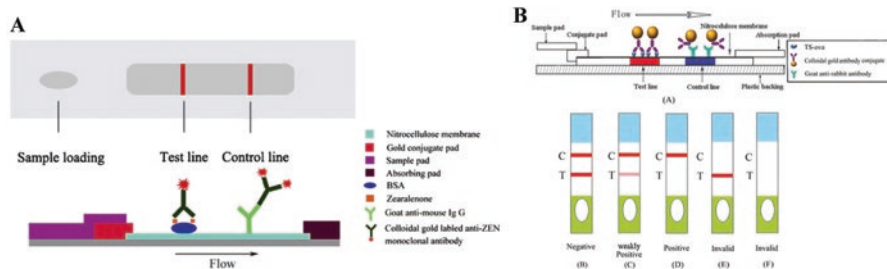 A
Sample loading
Test line
Control line
Nitrocellulose membrane
Gold conjugate pad
Sample pad
Absorbing pad
BSA
Zearalenone
Goat anti-mouse Ig G
Colloidal gold labled anti-ZEN
monoclonal antibody
Flow
B
Flow
Sample pad
Conjugate pad
Nitrocellulose membrane
Absorption pad
TS-ova
Colloidal gold antibody conjugate
Goat anti-rabbit antibody
Test line
Control line
Plastic backing
(A)
C
T
C
T
C
T
C
T
Negative
weakly
Positive
Positive
Invalid
Invalid
(B)
(C)
(D)
(E)
(F)